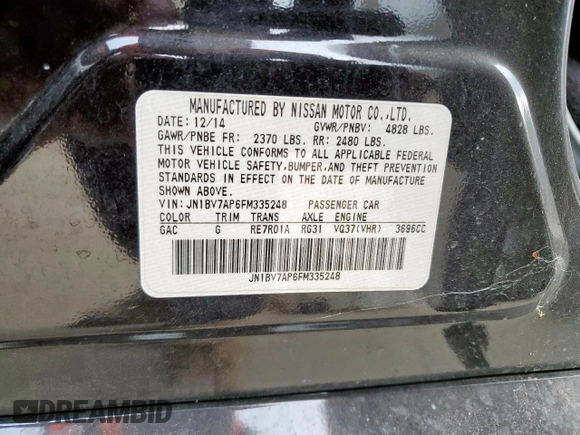 MANUFACTURED BY NISSAN MOTOR CO.,LTD.
DATE: 12/14 GVWR/PNBV: 4828 LBS.
GAWR/PNBE FR: 2370 LBS. RR: 2480 LBS.
THIS VEHICLE CONFORMS TO ALL APPLICABLE FEDERAL
MOTOR VEHICLE SAFETY,BUMPER,AND THEFT PREVENTION
STANDARDS IN EFFECT ON THE DATE OF MANUFACTURE
SHOWN ABOVE.
VIN: JN1BV7AP6FM335248 PASSENGER CAR
COLOR TRIM TRANS AXLE ENGINE
GAC G RE7R01A RG31 VQ37(VHR) 3696CC
JN1BV7AP6FM335248
DREAMBID